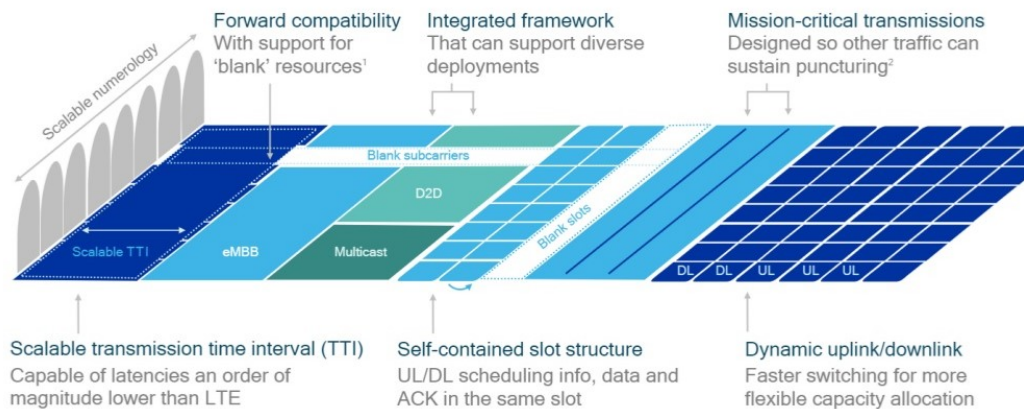 Forward compatibility
With support for
‘blank’ resources¹
Integrated framework
That can support diverse
deployments
Mission-critical transmissions
Designed so other traffic can
sustain puncturing²
Scalable numerology
Blank subcarriers
D2D
Blank slots
Scalable TTI
eMBB
Multicast
DL DL UL UL UL
Scalable transmission time interval (TTI)
Capable of latencies an order of
magnitude lower than LTE
Self-contained slot structure
UL/DL scheduling info, data and
ACK in the same slot
Dynamic uplink/downlink
Faster switching for more
flexible capacity allocation